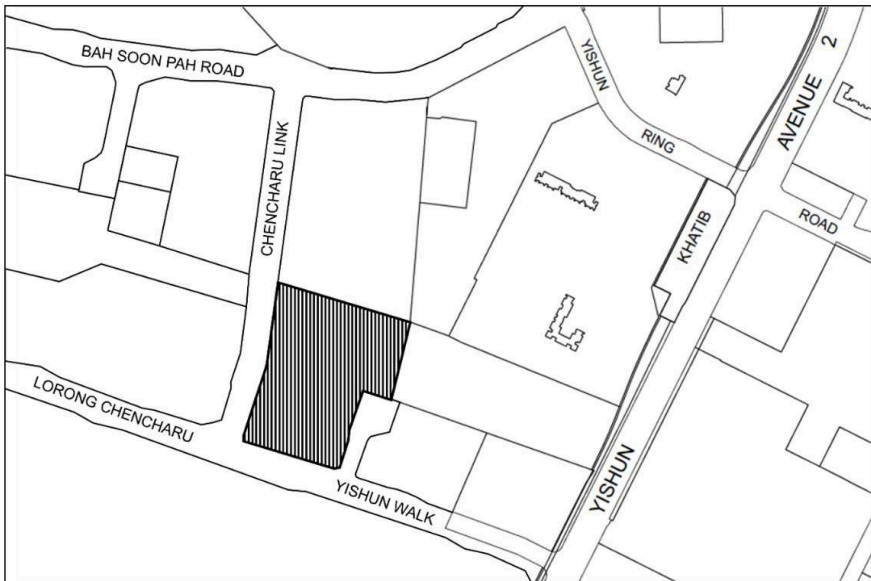 BAH SOON PAH ROAD
CHENCHARU LINK
YISHUN
RING
AVENUE 2
ROAD
KHATIB
LORONG CHENCHARU
YISHUN WALK
YISHUN